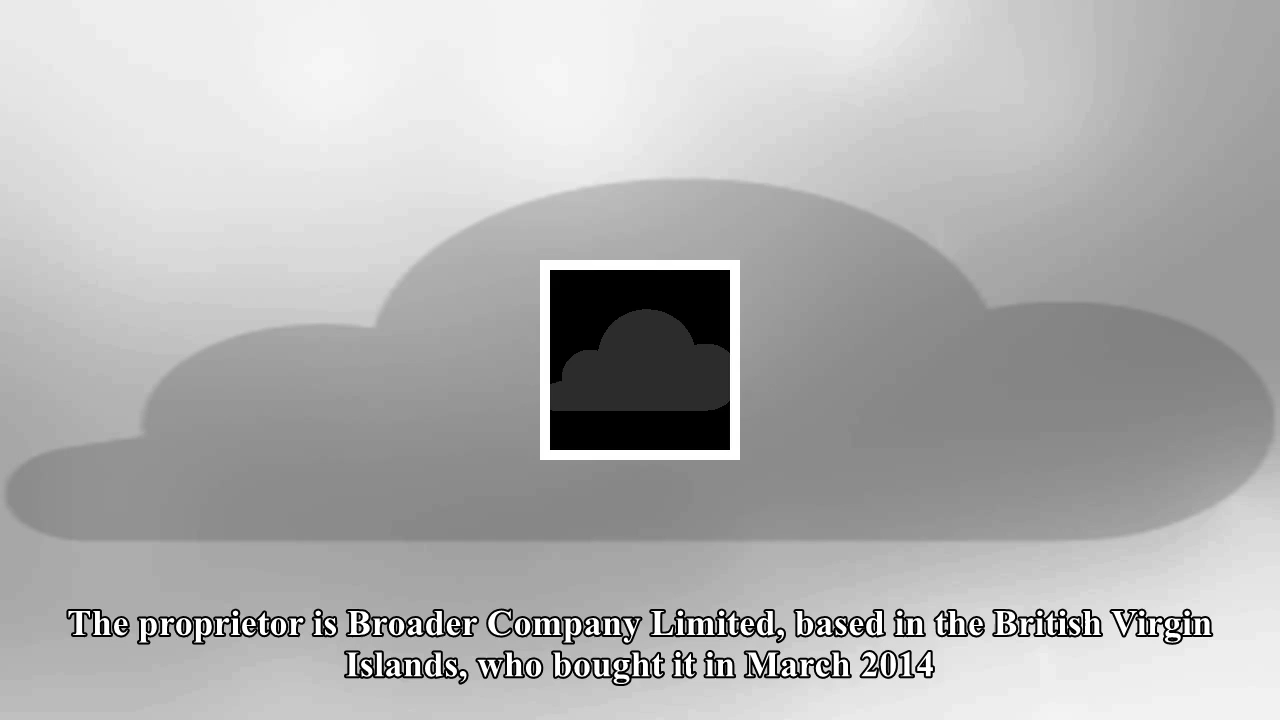 The proprietor is Broader Company Limited, based in the British Virgin
Islands, who bought it in March 2014